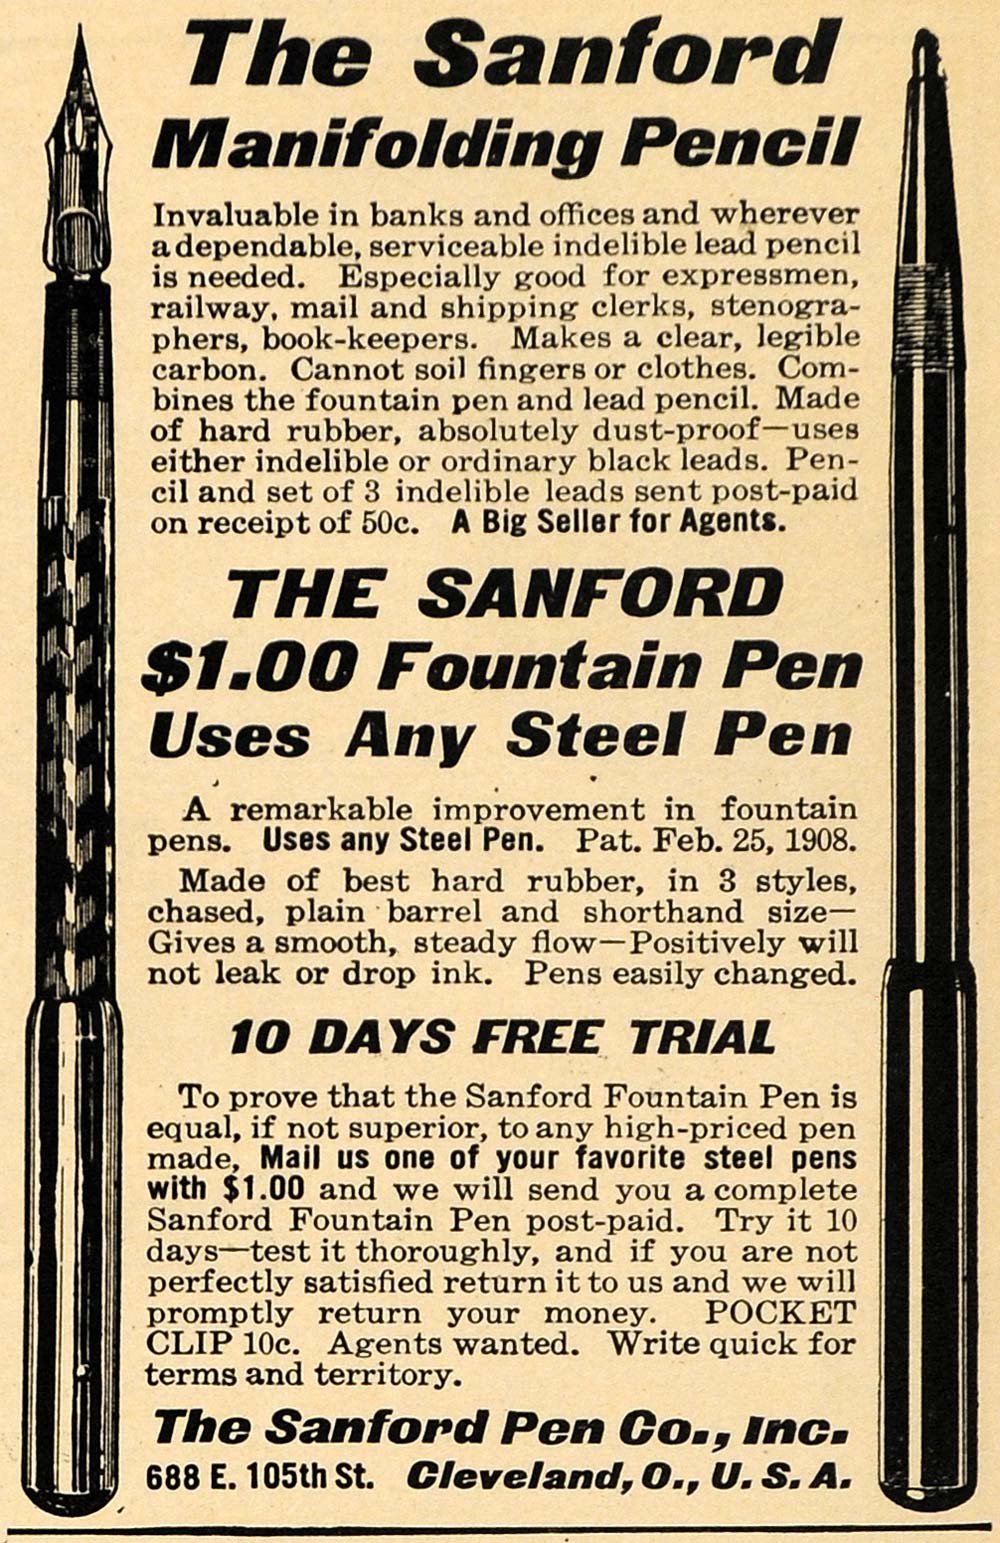 The Sanford
Manifolding Pencil
Invaluable in banks and offices and wherever
a dependable, serviceable indelible lead pencil
is needed. Especially good for expressmen,
railway, mail and shipping clerks, stenogra-
phers, book-keepers. Makes a clear, legible
carbon. Cannot soil fingers or clothes. Com-
bines the fountain pen and lead pencil. Made
of hard rubber, absolutely dust-proof—uses
either indelible or ordinary black leads. Pen-
cil and set of 3 indelible leads sent post-paid
on receipt of 50c. A Big Seller for Agents.
THE SANFORD
$1.00 Fountain Pen
Uses Any Steel Pen
A remarkable improvement in fountain
pens. Uses any Steel Pen. Pat. Feb. 25, 1908.
Made of best hard rubber, in 3 styles,
chased, plain barrel and shorthand size—
Gives a smooth, steady flow—Positively will
not leak or drop ink. Pens easily changed.
10 DAYS FREE TRIAL
To prove that the Sanford Fountain Pen is
equal, if not superior, to any high-priced pen
made, Mail us one of your favorite steel pens
with $1.00 and we will send you a complete
Sanford Fountain Pen post-paid. Try it 10
days—test it thoroughly, and if you are not
perfectly satisfied return it to us and we will
promptly return your money. POCKET
CLIP 10c. Agents wanted. Write quick for
terms and territory.
The Sanford Pen Co., Inc.
688 E. 105th St. Cleveland, O., U. S. A.